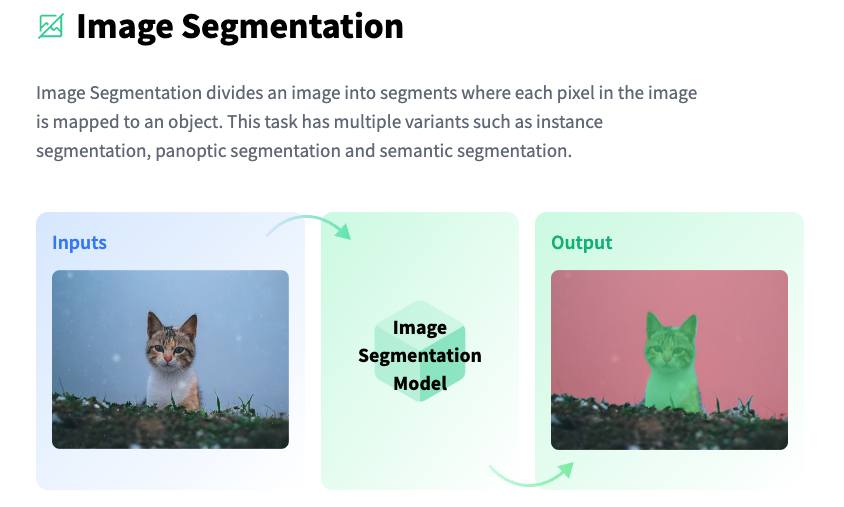 Image Segmentation
Image Segmentation divides an image into segments where each pixel in the image
is mapped to an object. This task has multiple variants such as instance
segmentation, panoptic segmentation and semantic segmentation.
Inputs
Image
Segmentation
Model
Output